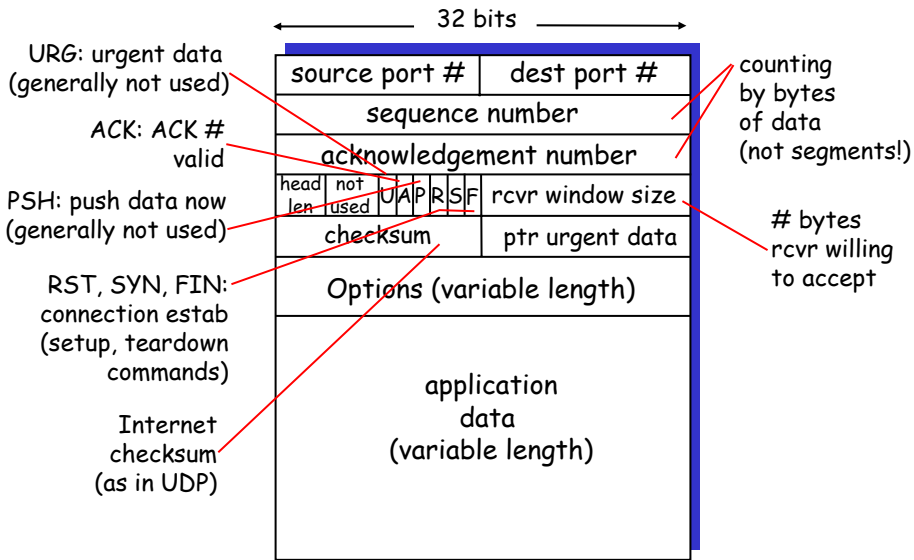 32 bits
URG: urgent data
(generally not used)
ACK: ACK #
valid
PSH: push data now
(generally not used)
RST, SYN, FIN:
connection estab
(setup, teardown
commands)
Internet
checksum
(as in UDP)
source port # dest port #
sequence number
acknowledgement number
head not
len used U A P R S F rcvr window size
checksum ptr urgent data
Options (variable length)
application
data
(variable length)
counting
by bytes
of data
(not segments!)
# bytes
rcvr willing
to accept